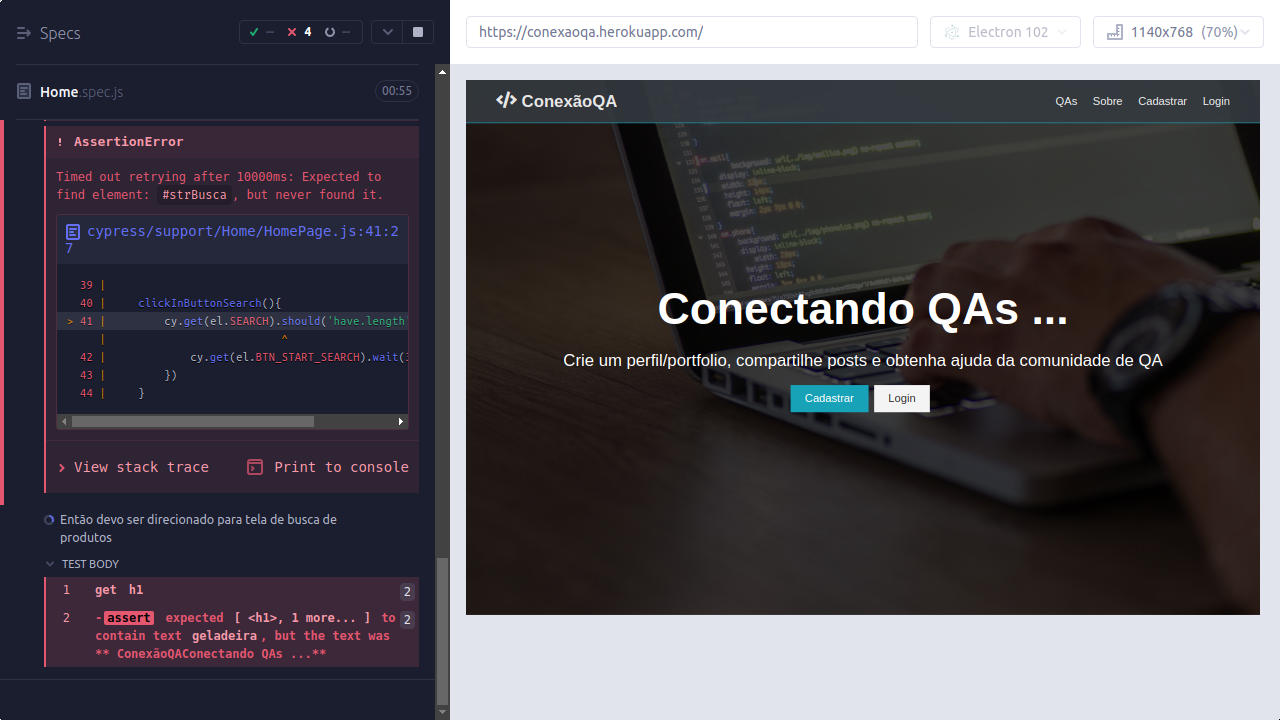 Specs
-- 4 --
Home.spec.js 00:55
! AssertionError
Timed out retrying after 10000ms: Expected to
find element: #strBusca, but never found it.
cypress/support/Home/HomePage.js:41:2
7
39 |
40 | clickInButtonSearch(){
> 41 | cy.get(el.SEARCH).should('have.length'
| ^
42 | cy.get(el.BTN_START_SEARCH).wait(3
43 | })
44 | }
View stack trace Print to console
Então devo ser direcionado para tela de busca de
produtos
TEST BODY
1 get h1 2
2 -assert expected [ <h1>, 1 more... ] to 2
contain text geladeira, but the text was
** ConexãoQAConectando QAs ...**
https://conexaoqa.herokuapp.com/ Electron 102 1140x768 (70%)
</> ConexãoQA QAs Sobre Cadastrar Login
Conectando QAs ...
Crie um perfil/portfolio, compartilhe posts e obtenha ajuda da comunidade de QA
Cadastrar Login